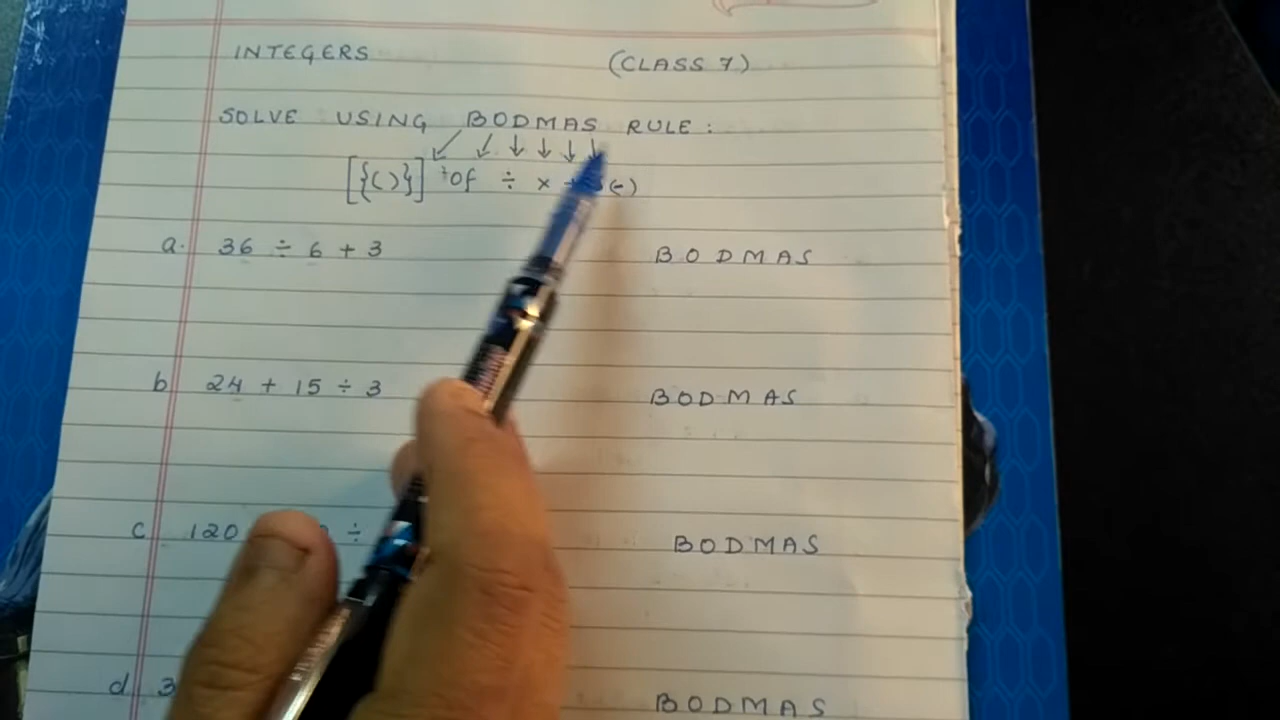 INTEGERS (CLASS 7)
SOLVE USING BODMAS RULE:
[{()}] of ÷ × (-)
a. 36 ÷ 6 + 3 BODMAS
b 24 + 15 ÷ 3 BODMAS
c 120 ÷ BODMAS
d 3 BODMAS